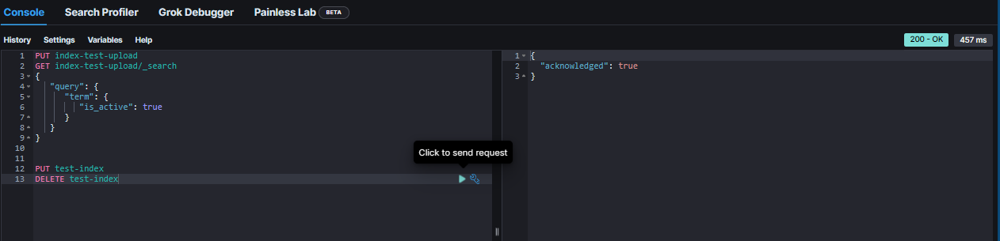 Console Search Profiler Grok Debugger Painless Lab BETA
History Settings Variables Help 200 - OK 457 ms
1 PUT index-test-upload
2 GET index-test-upload/_search
3 {
4 "query": {
5 "term": {
6 "is_active": true
7 }
8 }
9 }
10
11
12 PUT test-index
13 DELETE test-index
Click to send request
1 {
2 "acknowledged": true
3 }